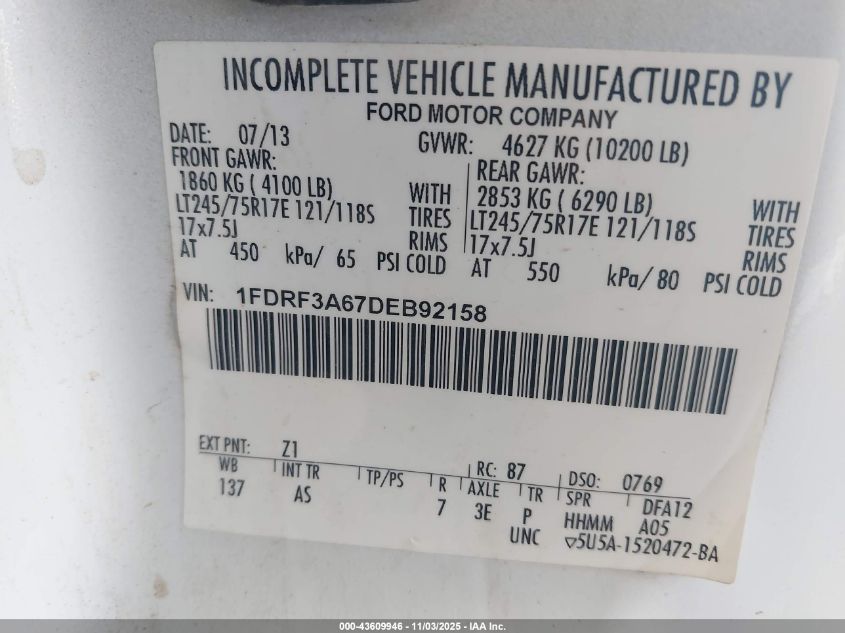 INCOMPLETE VEHICLE MANUFACTURED BY
FORD MOTOR COMPANY
DATE: 07/13 GVWR: 4627 KG (10200 LB)
FRONT GAWR: REAR GAWR:
1860 KG ( 4100 LB) WITH 2853 KG ( 6290 LB) WITH
LT245/75R17E 121/118S TIRES LT245/75R17E 121/118S TIRES
17x7.5J RIMS 17x7.5J RIMS
AT 450 kPa/ 65 PSI COLD AT 550 kPa/ 80 PSI COLD
VIN: 1FDRF3A67DEB92158
EXT PNT: Z1 RC: 87 DSO: 0769
WB INT TR TP/PS R AXLE TR SPR DFA12
137 AS 7 3E P HHMM A05
UNC ▽5U5A-1520472-BA
000-43609946 - 11/03/2025 - IAA Inc.